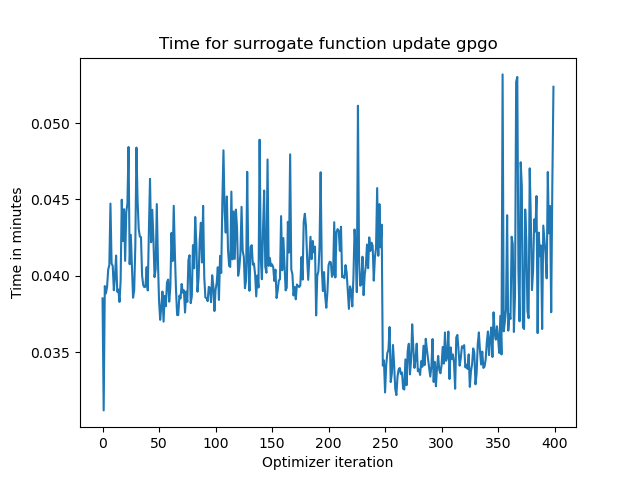 Time for surrogate function update gpgo
0.050
0.045
0.040
0.035
Time in minutes
0 50 100 150 200 250 300 350 400
Optimizer iteration